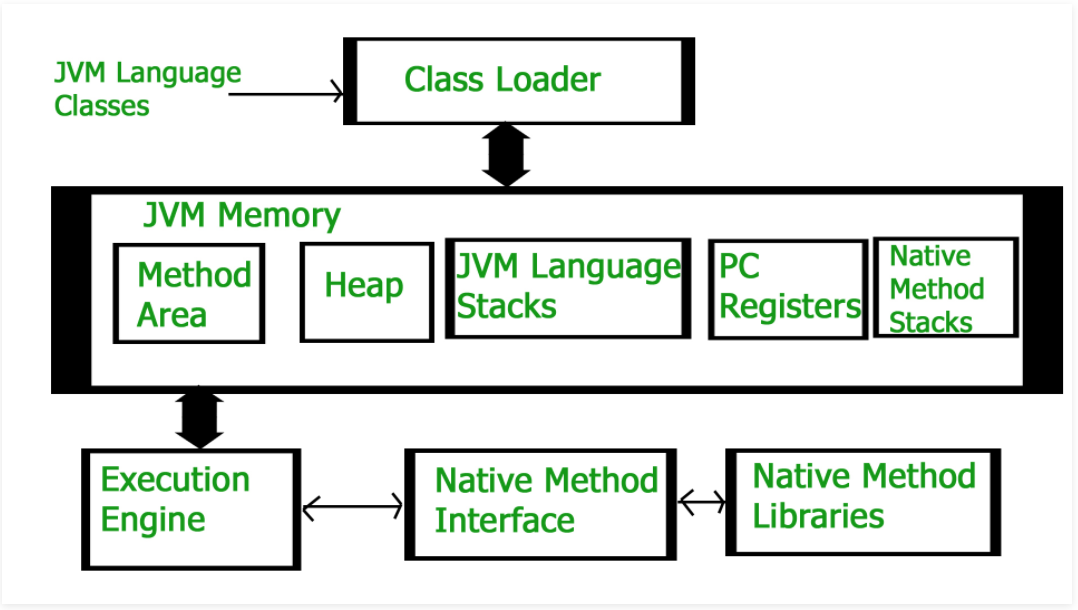 JVM Language
Classes
Class Loader
JVM Memory
Method
Area
Heap
JVM Language
Stacks
PC
Registers
Native
Method
Stacks
Execution
Engine
Native Method
Interface
Native Method
Libraries